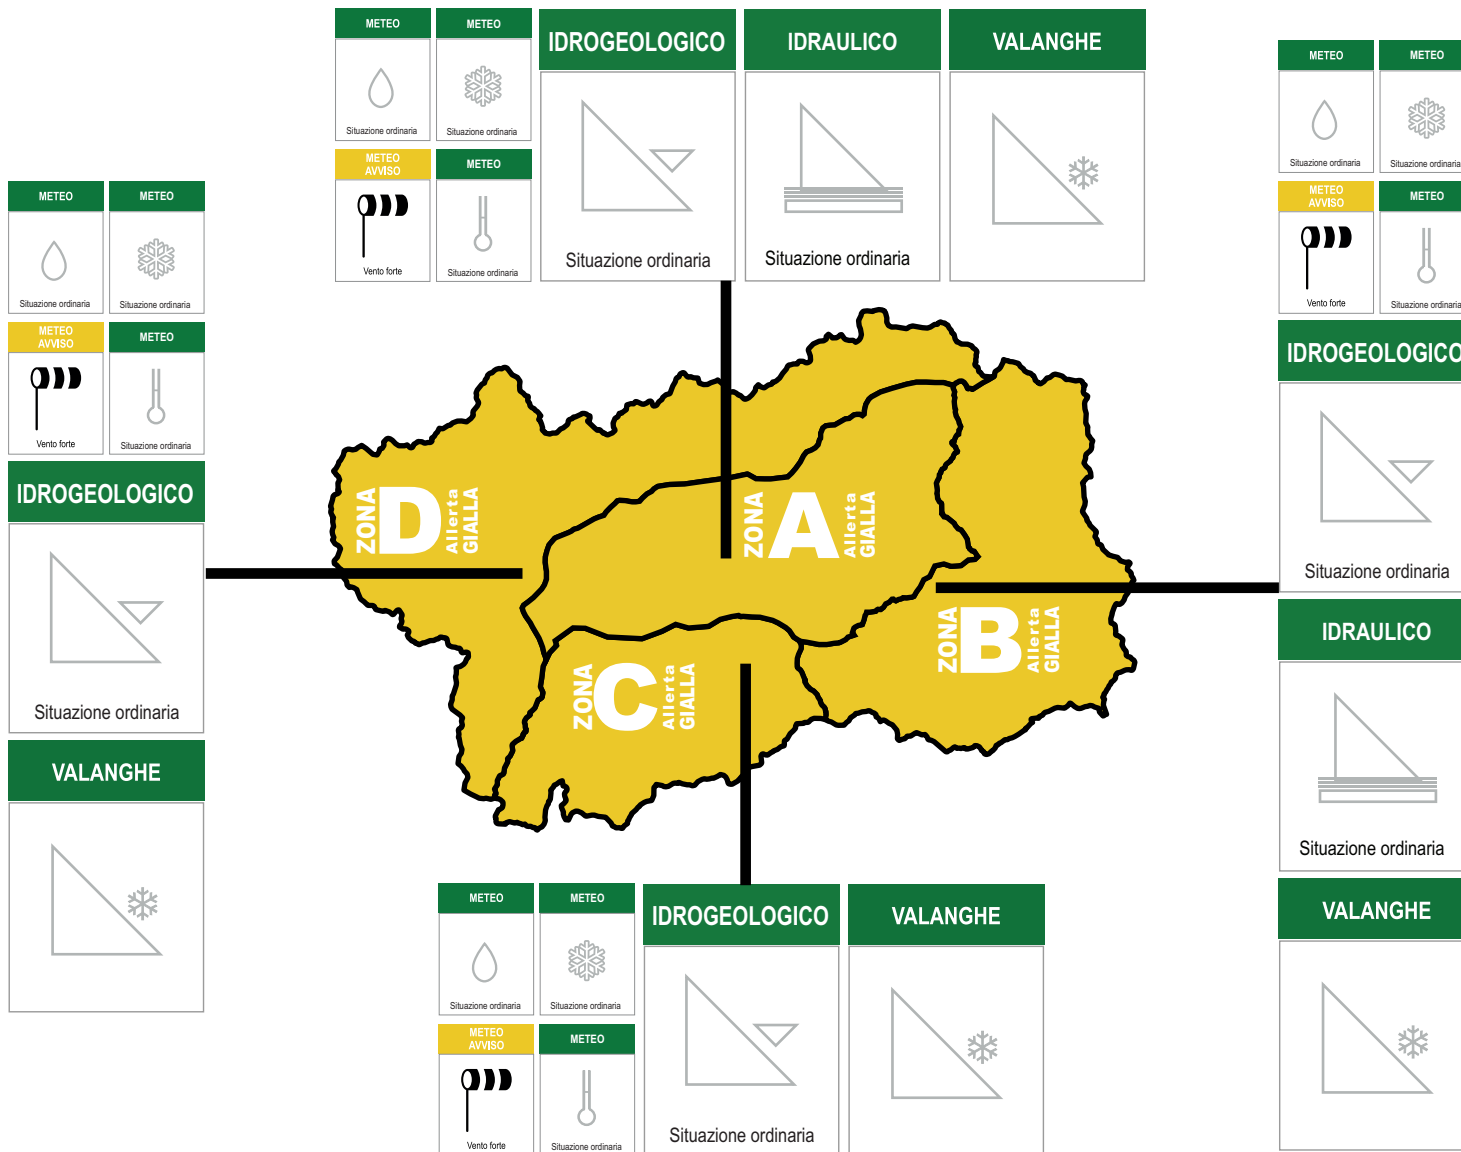 METEO
METEO
Situazione ordinaria
Situazione ordinaria
METEO
AVVISO
METEO
Vento forte
Situazione ordinaria
IDROGEOLOGICO
Situazione ordinaria
IDRAULICO
Situazione ordinaria
VALANGHE
METEO
METEO
Situazione ordinaria
Situazione ordinaria
METEO
AVVISO
METEO
Vento forte
Situazione ordinaria
IDROGEOLOGICO
Situazione ordinaria
VALANGHE
ZONA
D
Allerta
GIALLA
ZONA
A
Allerta
GIALLA
ZONA
B
Allerta
GIALLA
ZONA
C
Allerta
GIALLA
METEO
METEO
Situazione ordinaria
Situazione ordinaria
METEO
AVVISO
METEO
Vento forte
Situazione ordinaria
IDROGEOLOGICO
Situazione ordinaria
IDRAULICO
Situazione ordinaria
VALANGHE
METEO
METEO
Situazione ordinaria
Situazione ordinaria
METEO
AVVISO
METEO
Vento forte
Situazione ordinaria
IDROGEOLOGICO
Situazione ordinaria
VALANGHE